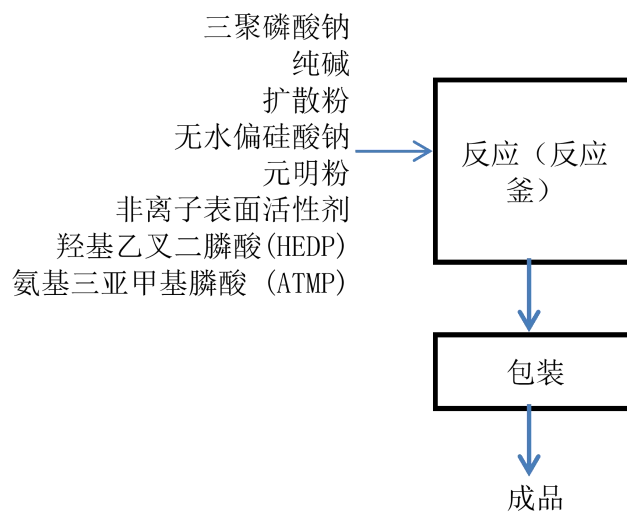 三聚磷酸钠
纯碱
扩散粉
无水偏硅酸钠
元明粉
非离子表面活性剂
羟基乙叉二膦酸(HEDP)
氨基三亚甲基膦酸 (ATMP)
反应（反应
釜）
包装
成品